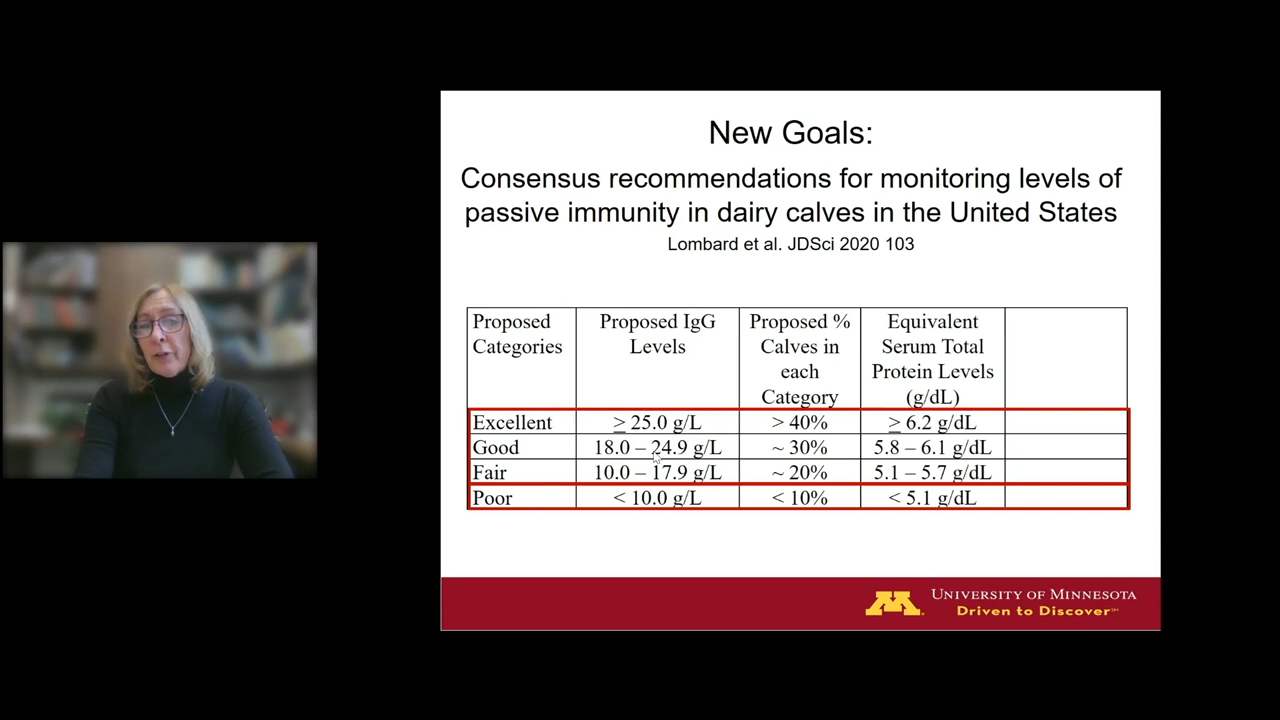 New Goals:
Consensus recommendations for monitoring levels of
passive immunity in dairy calves in the United States
Lombard et al. JDSci 2020 103
Proposed Categories | Proposed IgG Levels | Proposed % Calves in each Category | Equivalent Serum Total Protein Levels (g/dL)
Excellent | ≥ 25.0 g/L | > 40% | ≥ 6.2 g/dL
Good | 18.0 – 24.9 g/L | ~ 30% | 5.8 – 6.1 g/dL
Fair | 10.0 – 17.9 g/L | ~ 20% | 5.1 – 5.7 g/dL
Poor | < 10.0 g/L | < 10% | < 5.1 g/dL
M
UNIVERSITY OF MINNESOTA
Driven to Discover℠